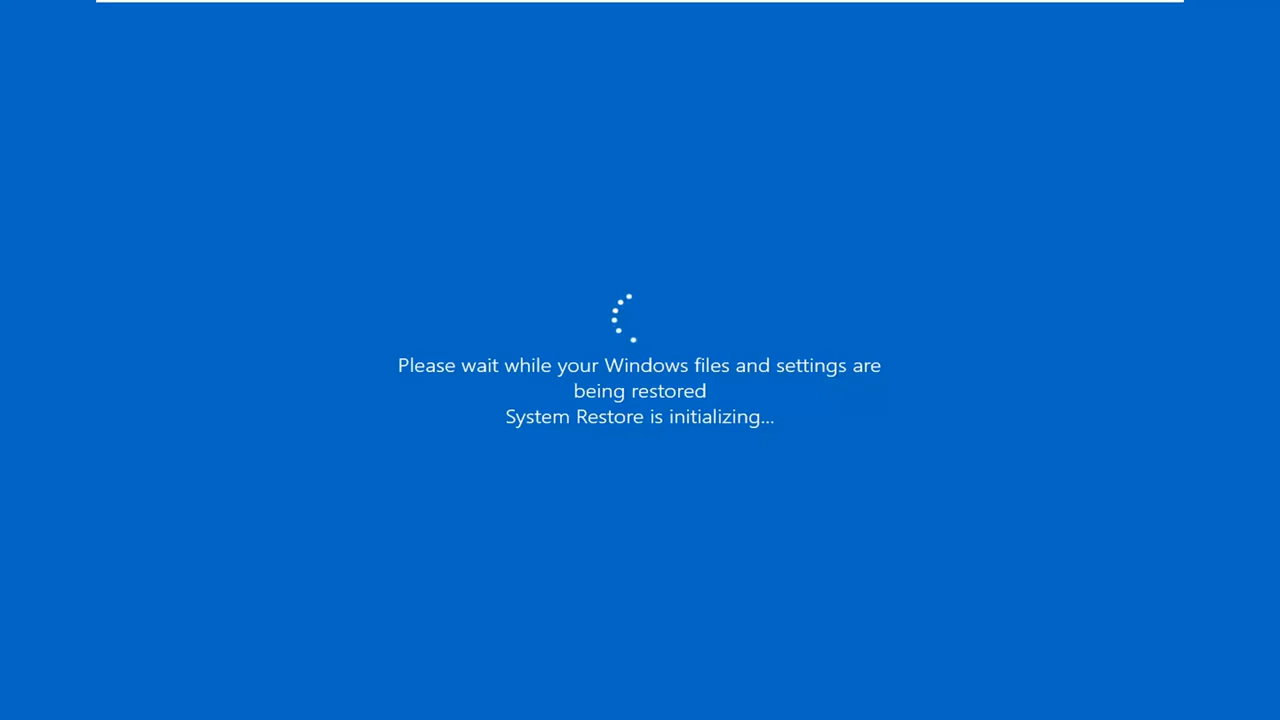 Please wait while your Windows files and settings are
being restored
System Restore is initializing...